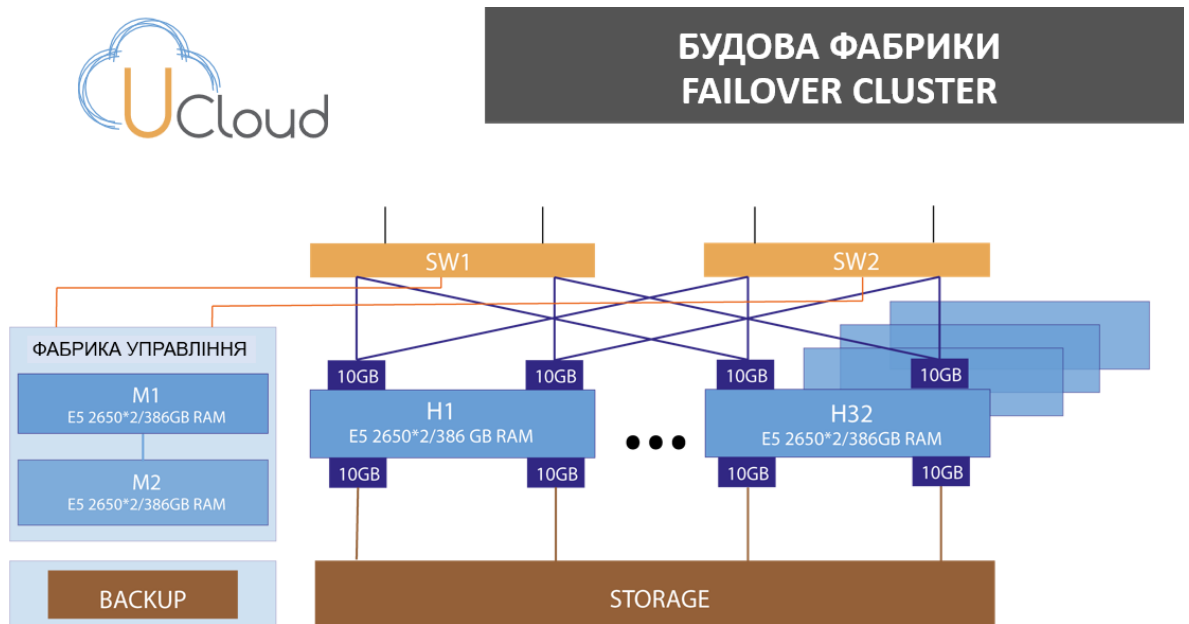 UCloud
БУДОВА ФАБРИКИ
FAILOVER CLUSTER
SW1
SW2
ФАБРИКА УПРАВЛІННЯ
M1
E5 2650*2/386GB RAM
M2
E5 2650*2/386GB RAM
10GB
10GB
10GB
10GB
H1
E5 2650*2/386 GB RAM
H32
E5 2650*2/386GB RAM
10GB
10GB
10GB
10GB
BACKUP
STORAGE